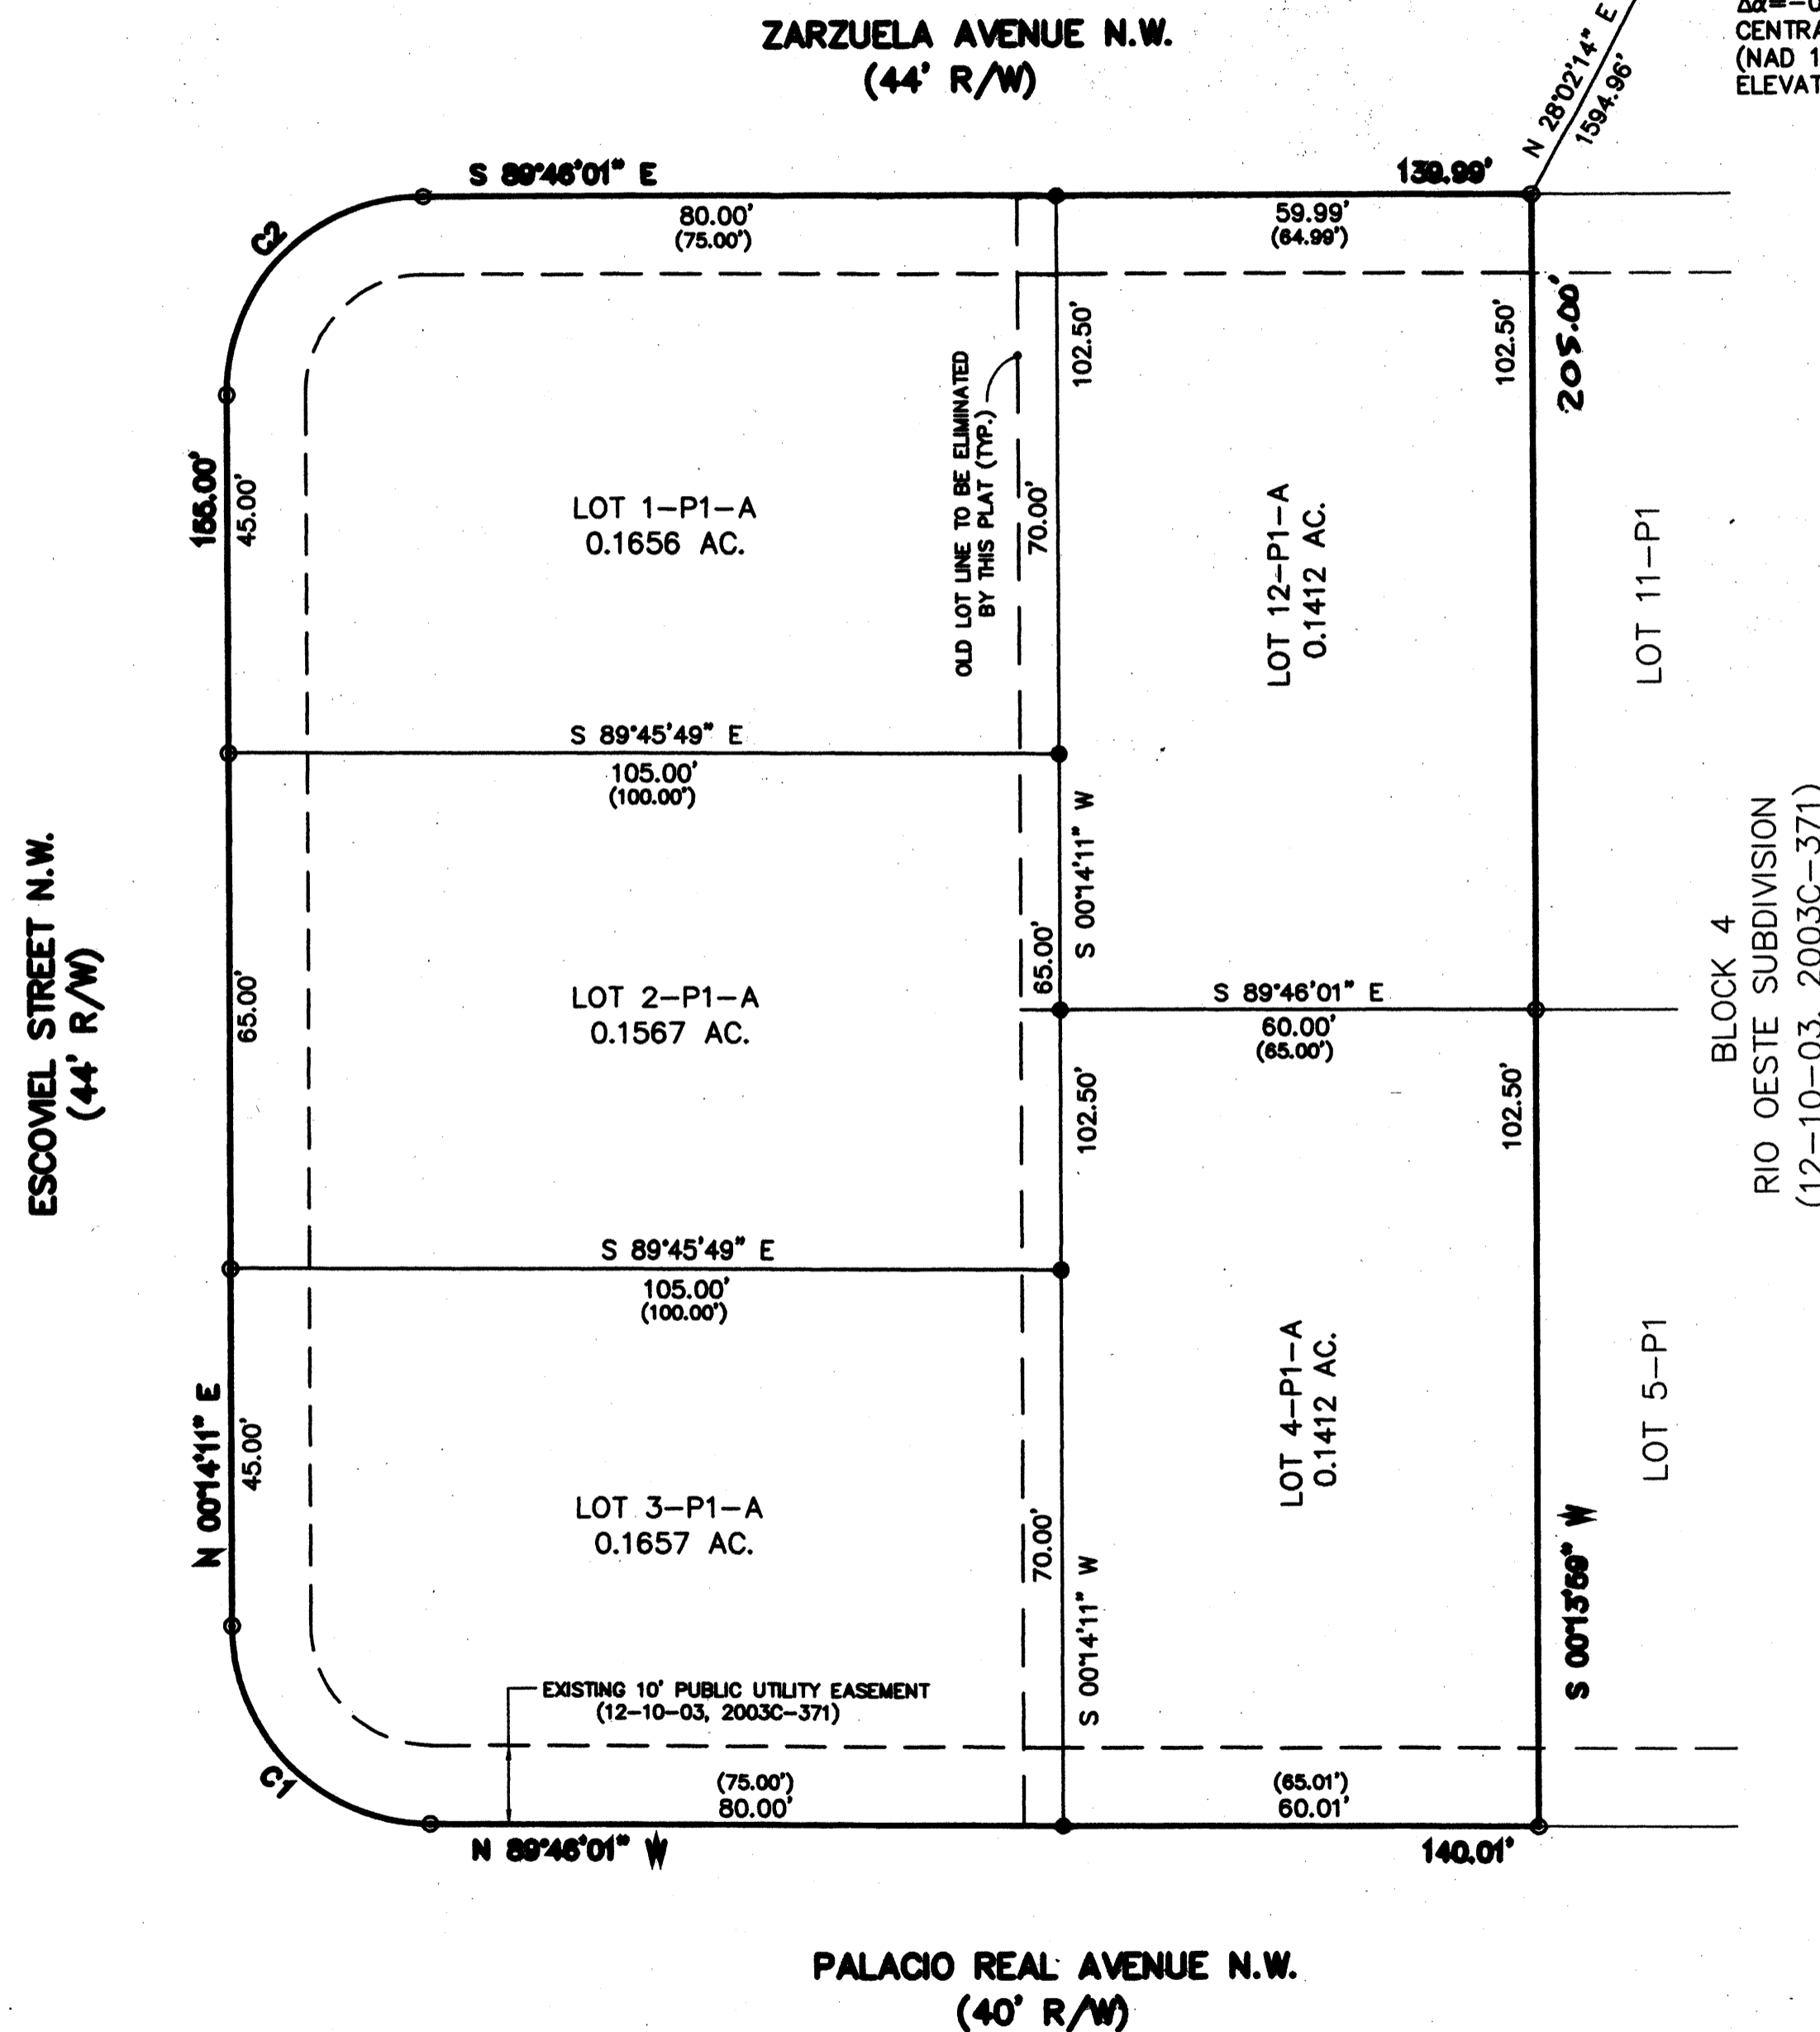 ZARZUELA AVENUE N.W.
(44' R/W)
CENTRA
(NAD 1
ELEVAT
N 28°02'14" E
1594.96'
S 89°46'01" E
139.99'
C2
80.00'
(75.00')
59.99'
(64.99')
102.50'
102.50'
205.00'
155.00'
45.00'
LOT 1-P1-A
0.1656 AC.
OLD LOT LINE TO BE ELIMINATED
BY THIS PLAT (TYP.)
70.00'
LOT 12-P1-A
0.1412 AC.
LOT 11-P1
S 89°45'49" E
105.00'
(100.00')
S 00°14'11" W
65.00'
ESCOVIEL STREET N.W.
(44' R/W)
65.00'
LOT 2-P1-A
0.1567 AC.
S 89°46'01" E
60.00'
(65.00')
BLOCK 4
RIO OESTE SUBDIVISION
(12-10-03, 2003C-371)
102.50'
102.50'
S 89°45'49" E
105.00'
(100.00')
N 00°14'11" E
45.00'
LOT 3-P1-A
0.1657 AC.
70.00'
S 00°14'11" W
LOT 4-P1-A
0.1412 AC.
LOT 5-P1
S 00°13'59" W
EXISTING 10' PUBLIC UTILITY EASEMENT
(12-10-03, 2003C-371)
C1
(75.00')
80.00'
(65.01')
60.01'
N 89°46'01" W
140.01'
PALACIO REAL AVENUE N.W.
(40' R/W)